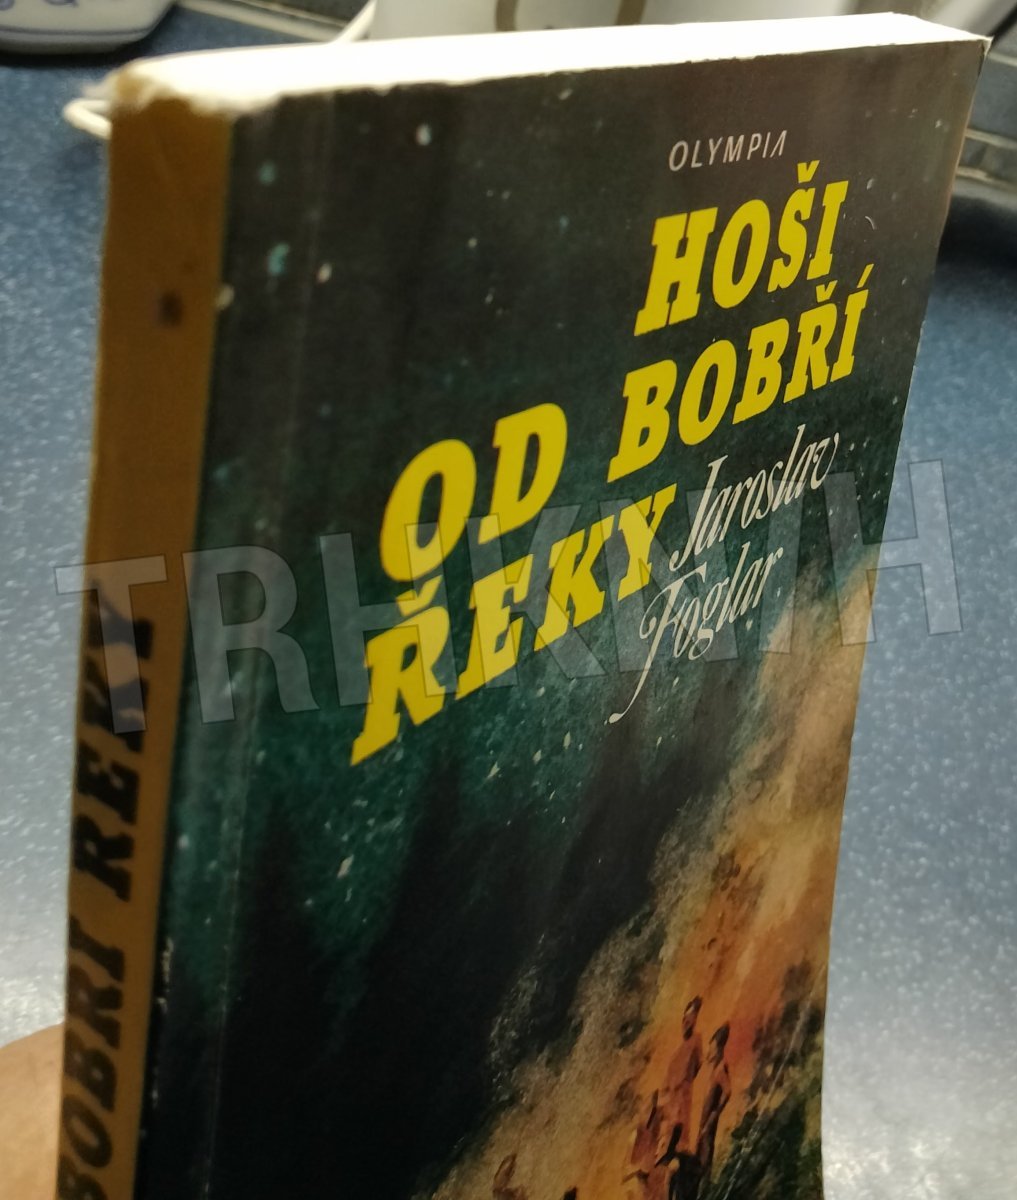 OLYMPIA
HOŠI
OD BOBŘÍ
ŘEKY
Jaroslav
Foglar
BOBŘÍ ŘEKY
TRHKNIH